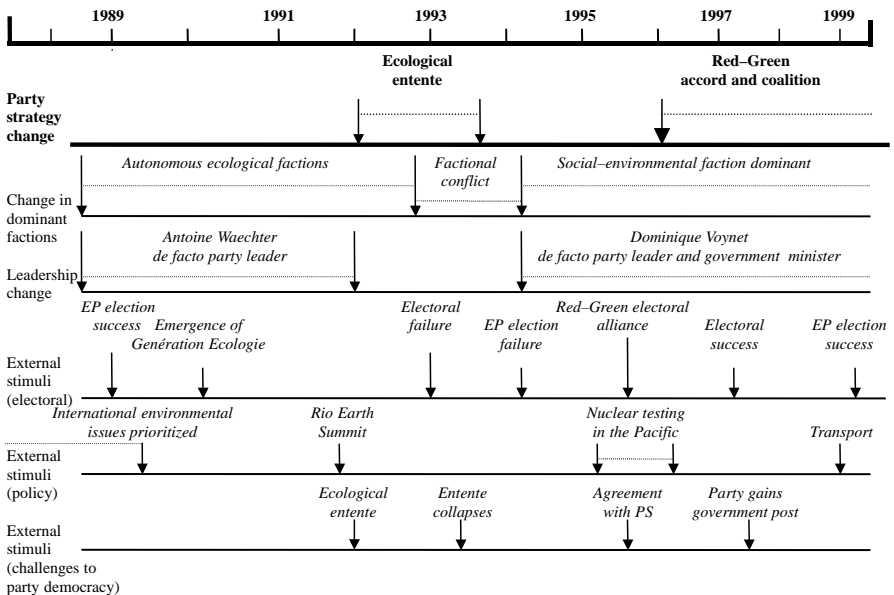 1989 1991 1993 1995 1997 1999
Ecological
entente
Red–Green
accord and coalition
Party
strategy
change
Autonomous ecological factions
Factional
conflict
Social–environmental faction dominant
Change in
dominant
factions
Antoine Waechter
de facto party leader
Dominique Voynet
de facto party leader and government minister
Leadership
change
EP election
success
Emergence of
Génération Ecologie
Electoral
failure
EP election
failure
Red–Green electoral
alliance
Electoral
success
EP election
success
External
stimuli
(electoral)
International environmental
issues prioritized
Rio Earth
Summit
Nuclear testing
in the Pacific
Transport
External
stimuli
(policy)
Ecological
entente
Entente
collapses
Agreement
with PS
Party gains
government post
External
stimuli
(challenges to
party democracy)